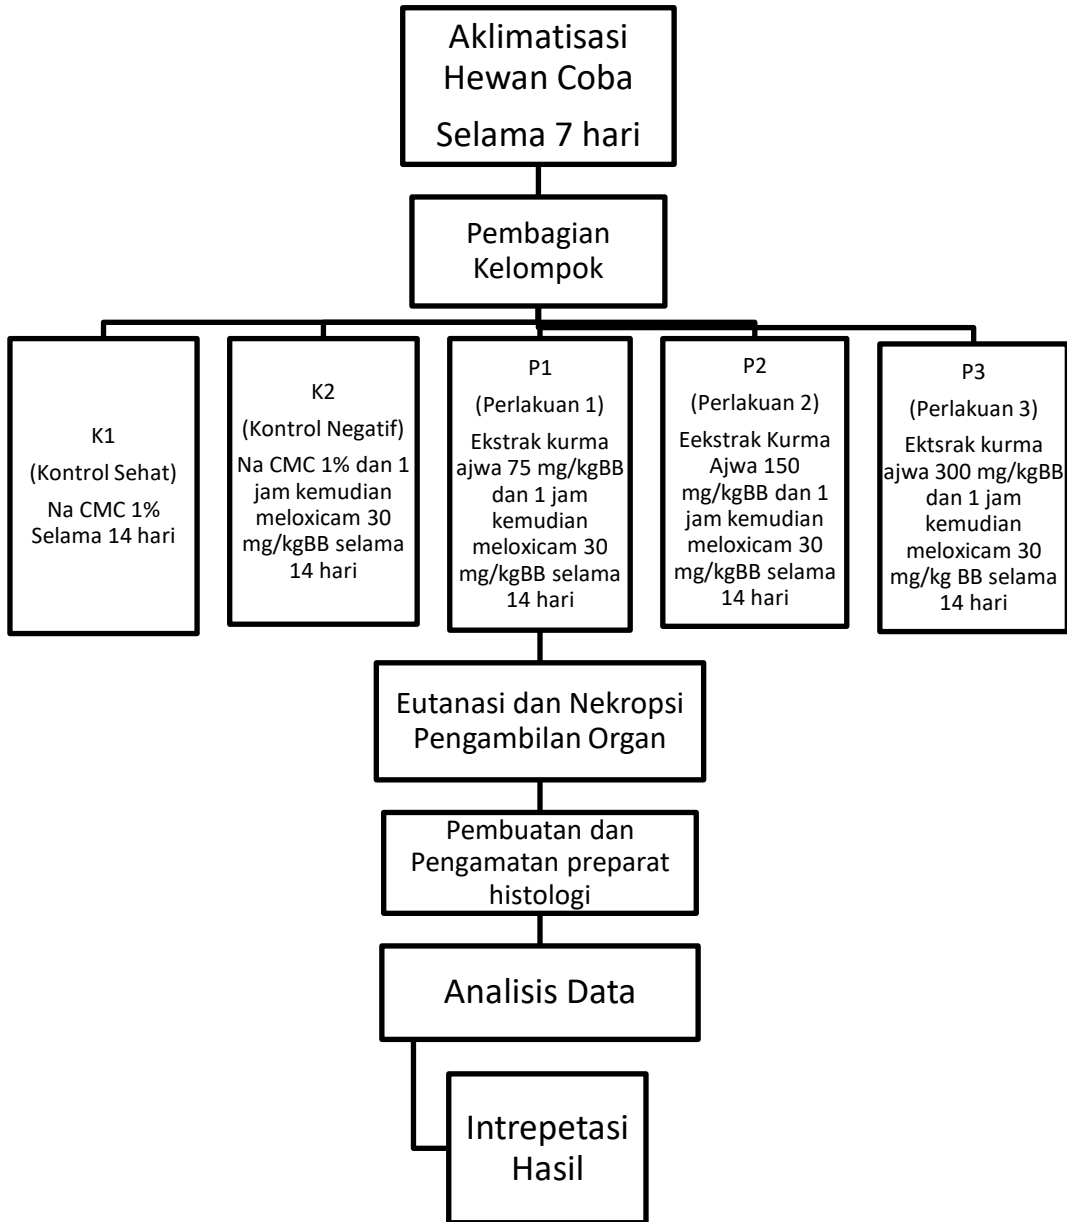 Aklimatisasi
Hewan Coba
Selama 7 hari
Pembagian
Kelompok
K1
(Kontrol Sehat)
Na CMC 1%
Selama 14 hari
K2
(Kontrol Negatif)
Na CMC 1% dan 1
jam kemudian
meloxicam 30
mg/kgBB selama
14 hari
P1
(Perlakuan 1)
Ekstrak kurma
ajwa 75 mg/kgBB
dan 1 jam
kemudian
meloxicam 30
mg/kgBB selama
14 hari
P2
(Perlakuan 2)
Eekstrak Kurma
Ajwa 150
mg/kgBB dan 1
jam kemudian
meloxicam 30
mg/kgBB selama
14 hari
P3
(Perlakuan 3)
Ektsrak kurma
ajwa 300 mg/kgBB
dan 1 jam
kemudian
meloxicam 30
mg/kg BB selama
14 hari
Eutanasi dan Nekropsi
Pengambilan Organ
Pembuatan dan
Pengamatan preparat
histologi
Analisis Data
Intrepetasi
Hasil